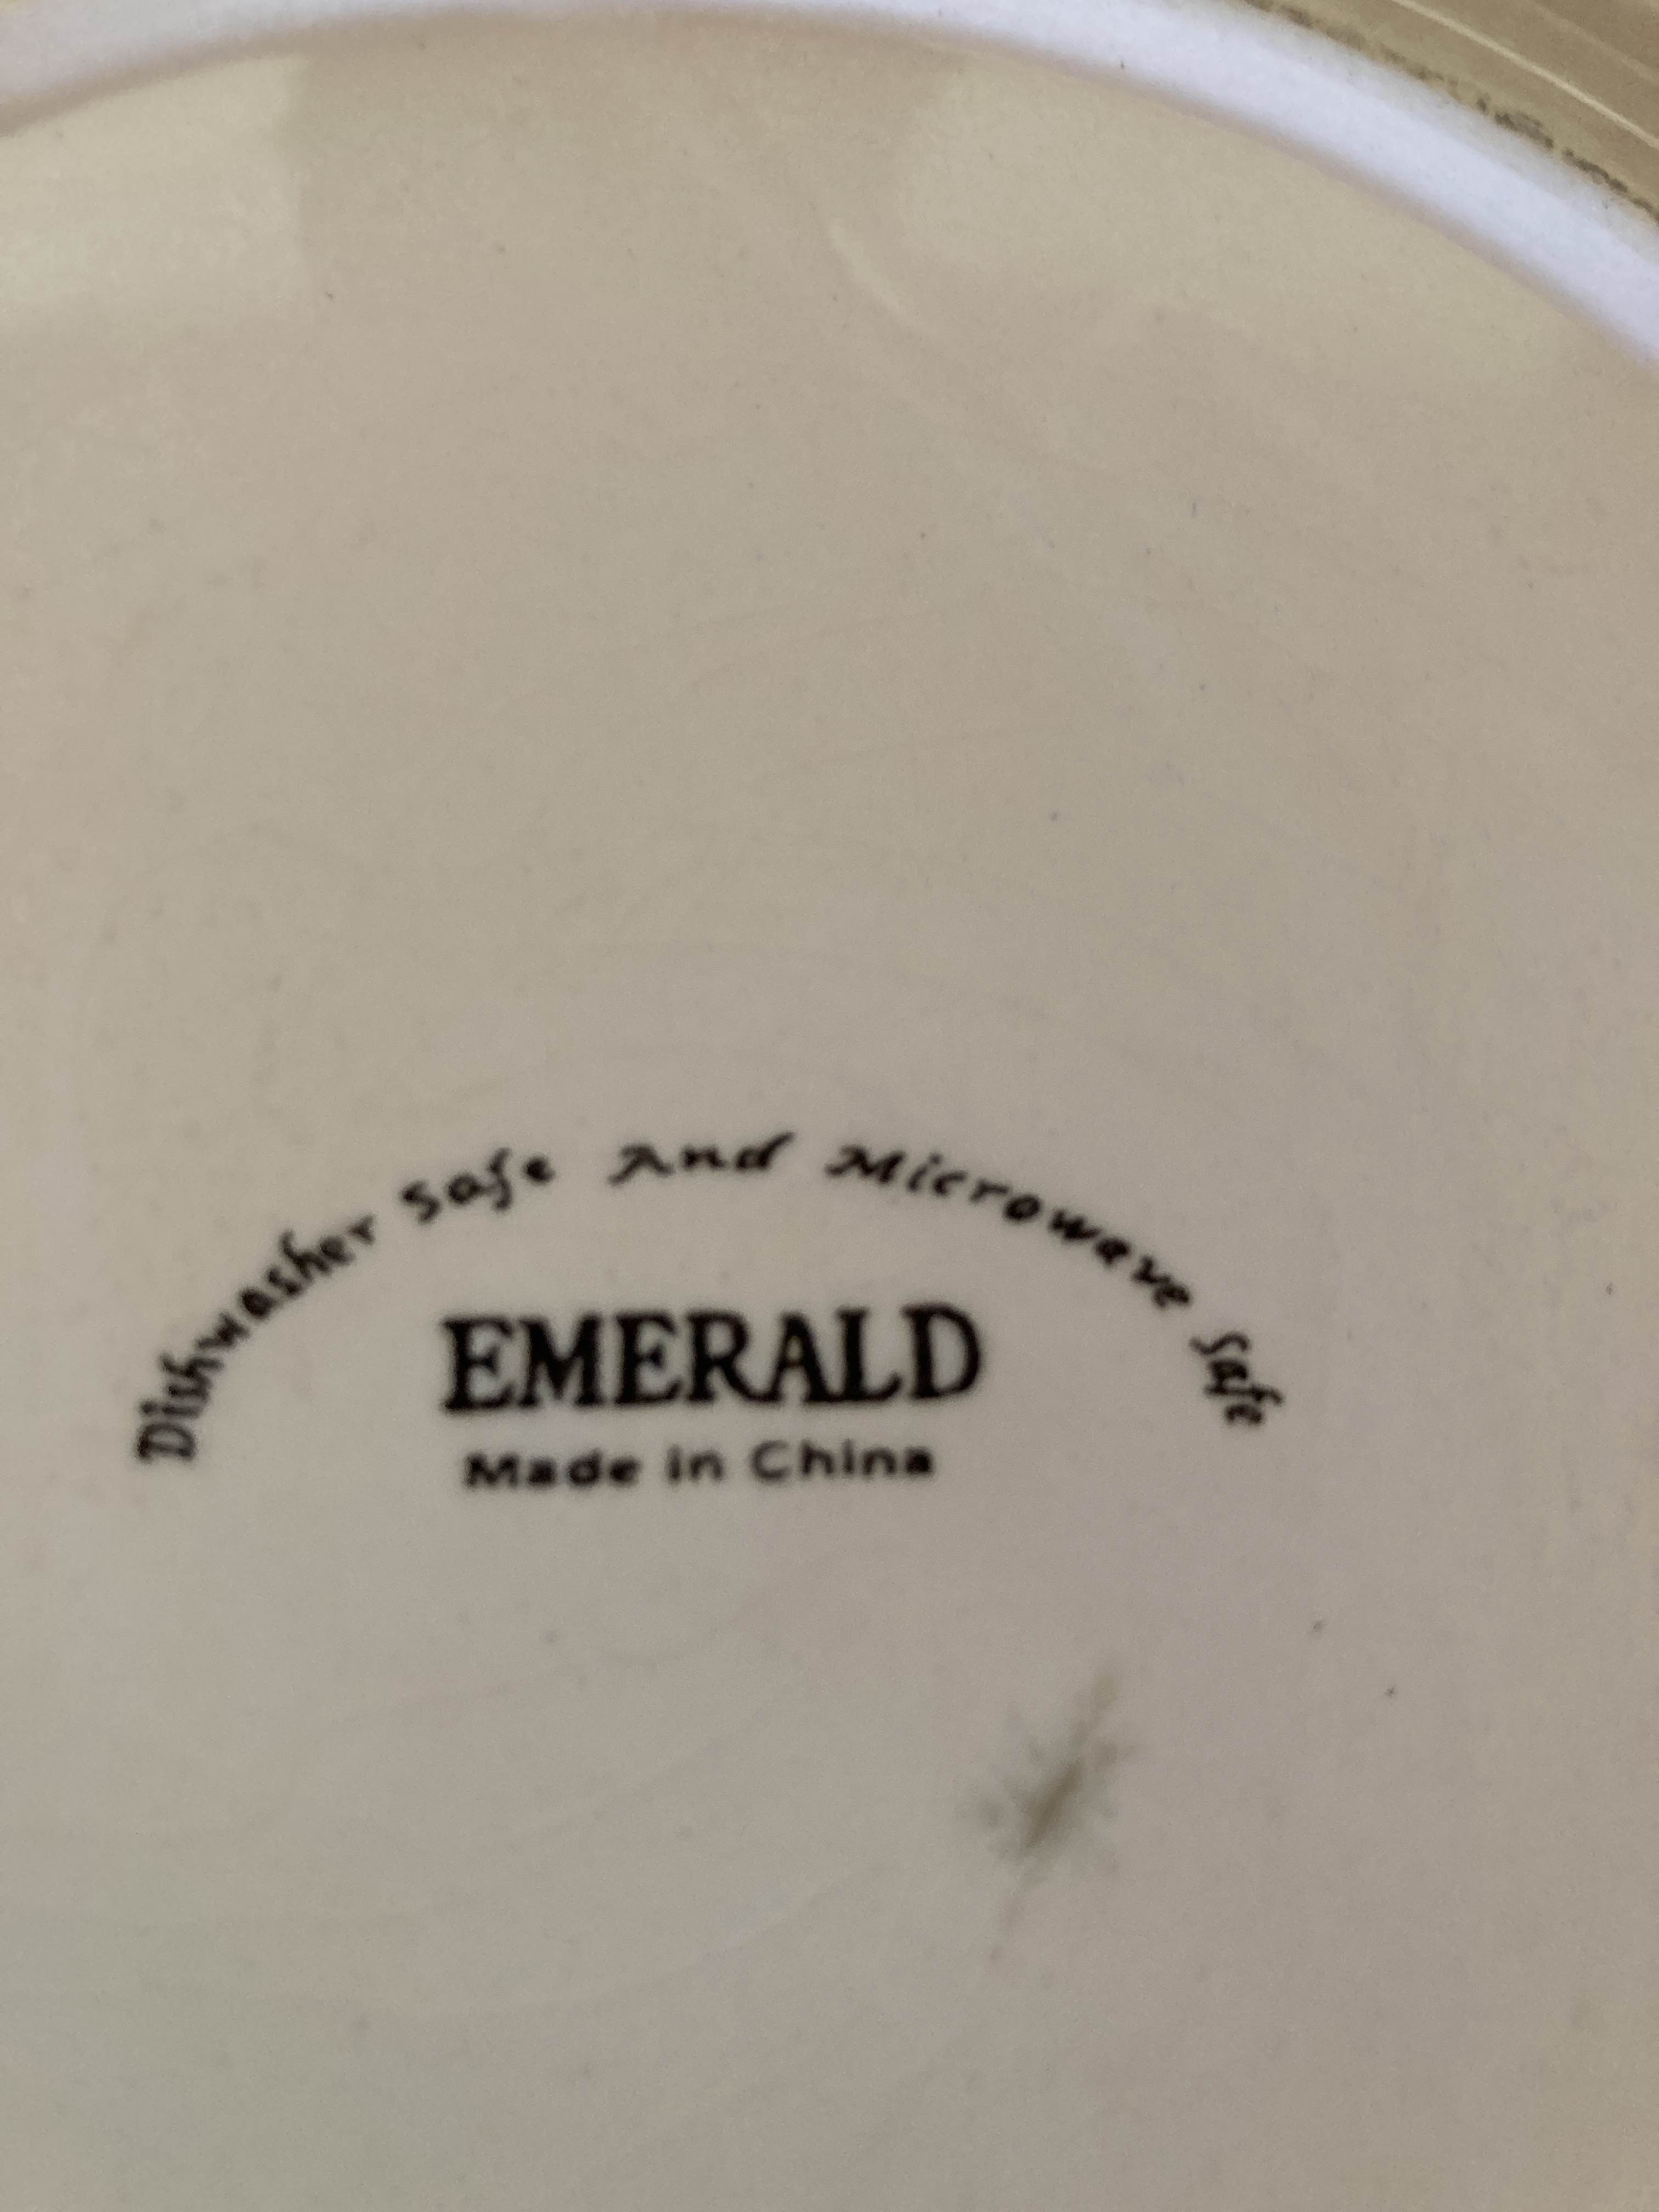 Dishwasher Safe And Microwave Safe
EMERALD
Made in China